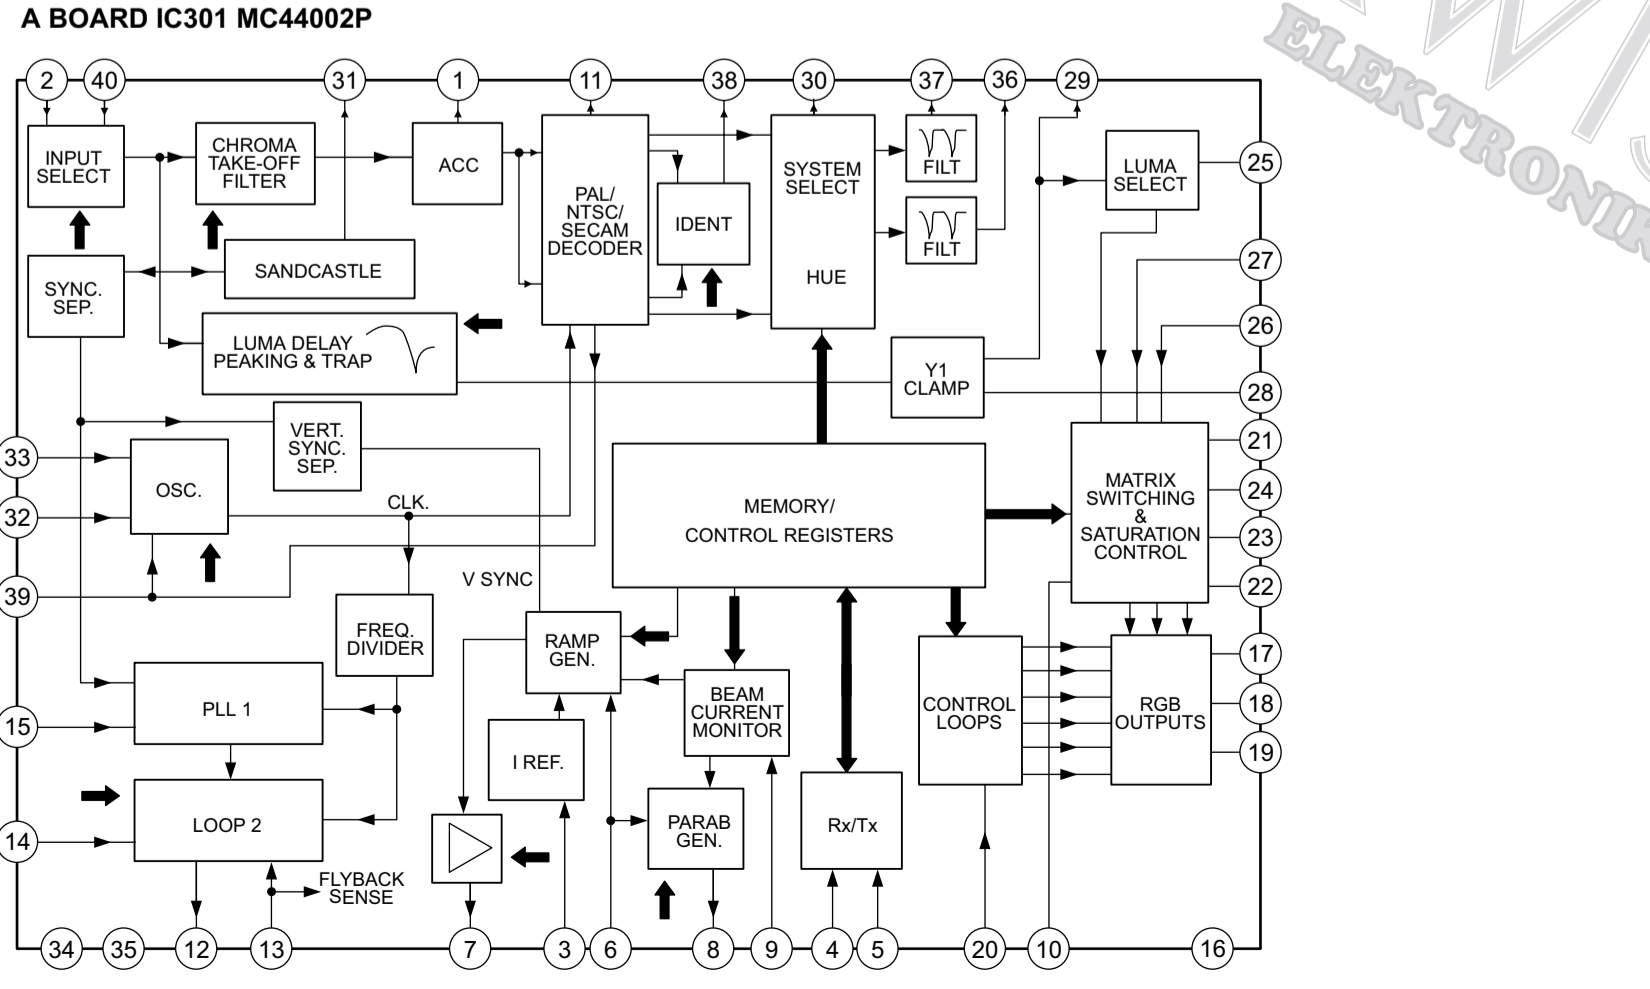 A BOARD IC301 MC44002P
ELEKTRONIK
2
40
31
1
11
38
30
37
36
29
INPUT
SELECT
CHROMA
TAKE-OFF
FILTER
ACC
PAL/
NTSC/
SECAM
DECODER
IDENT
SYSTEM
SELECT
HUE
FILT
FILT
LUMA
SELECT
25
SYNC.
SEP.
SANDCASTLE
27
LUMA DELAY
PEAKING & TRAP
26
Y1
CLAMP
28
VERT.
SYNC.
SEP.
33
OSC.
32
CLK.
39
MEMORY/
CONTROL REGISTERS
MATRIX
SWITCHING
&
SATURATION
CONTROL
21
24
23
22
V SYNC
FREQ.
DIVIDER
RAMP
GEN.
PLL 1
15
BEAM
CURRENT
MONITOR
CONTROL
LOOPS
RGB
OUTPUTS
17
18
19
I REF.
LOOP 2
14
PARAB
GEN.
Rx/Tx
FLYBACK
SENSE
34
35
12
13
7
3
6
8
9
4
5
20
10
16